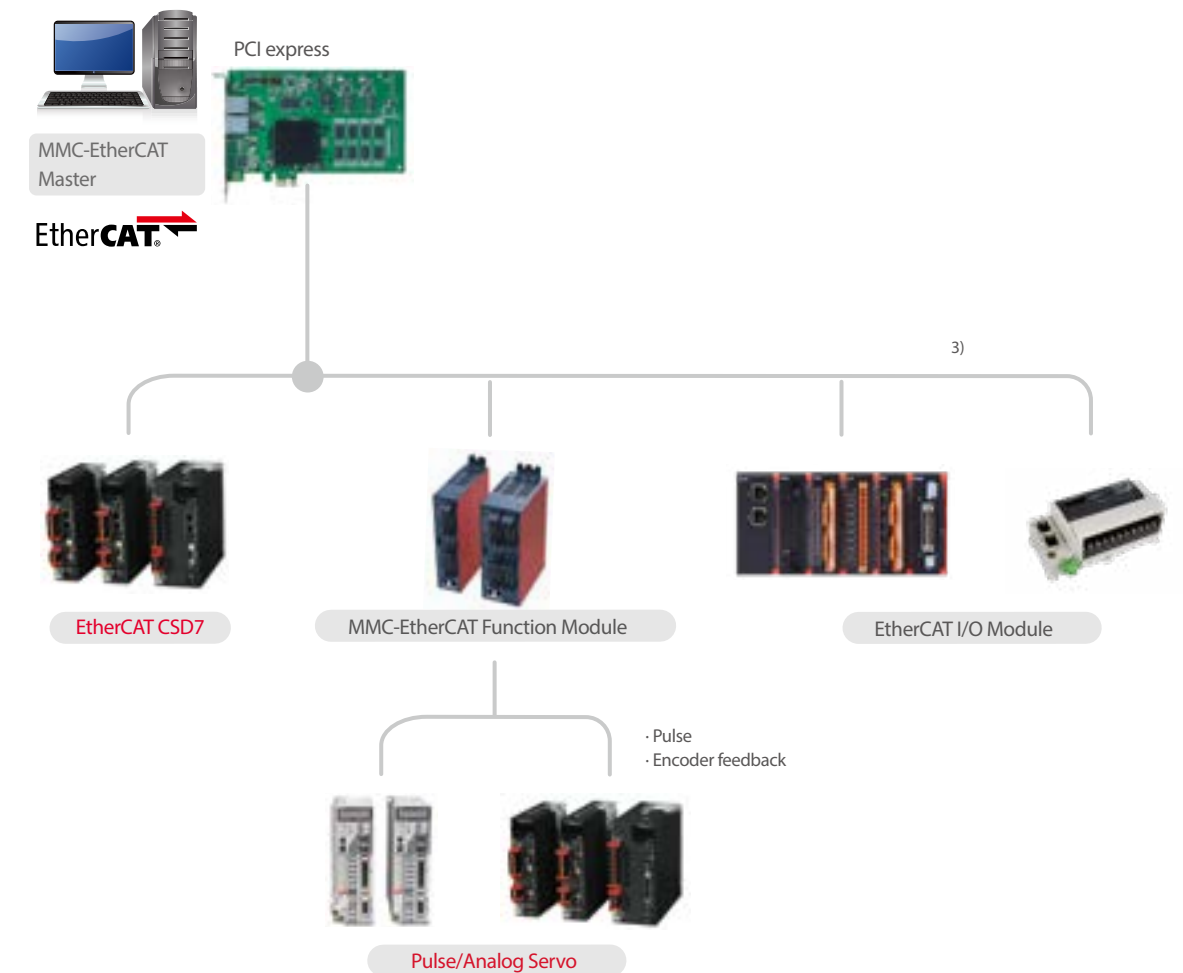 PCI express
MMC-EtherCAT
Master
EtherCAT®
3)
EtherCAT CSD7
MMC-EtherCAT Function Module
EtherCAT I/O Module
· Pulse
· Encoder feedback
Pulse/Analog Servo